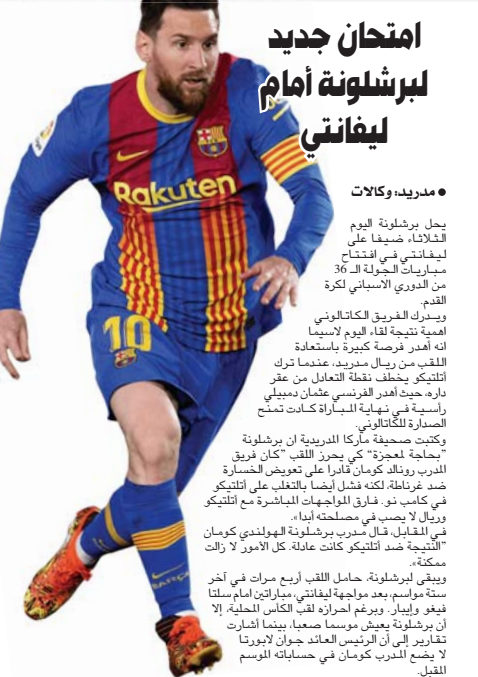 امتحان جديد
لبرشلونة أمام
ليفانتي
● مدريد: وكالات
يحل برشلونة اليوم
الثلاثاء ضيفا على
ليفانتي في افتتاح
مباريات الجولة الـ 36
من الدوري الاسباني لكرة
القدم.
ويدرك الفريق الكاتالوني
اهمية نتيجة لقاء اليوم لاسيما
انه أهدر فرصة كبيرة باستعادة
اللقب من ريال مدريد، عندما ترك
أتلتيكو يخطف نقطة التعادل من عقر
داره، حيث أهدر الفرنسي عثمان دمبيلي
رأسية في نهاية المباراة كادت تمنح
الصدارة للكاتالوني.
وكتبت صحيفة ماركا المدريدية ان برشلونة
"بحاجة لمعجزة" كي يحرز اللقب "كان فريق
المدرب رونالد كومان قادرا على تعويض الخسارة
ضد غرناطة، لكنه فشل أيضا بالتغلب على أتلتيكو
في كامب نو. فارق المواجهات المباشرة مع أتلتيكو
وريال لا يصب في مصلحته أبدا».
في المقابل، قال مدرب برشلونة الهولندي كومان
"النتيجة ضد أتلتيكو كانت عادلة. كل الأمور لا زالت
ممكنة».
ويبقى لبرشلونة، حامل اللقب أربع مرات في آخر
ستة مواسم، بعد مواجهة ليفانتي، مباراتين امام سلتا
فيغو وإيبار. وبرغم احرازه لقب الكأس المحلية، إلا
أن برشلونة يعيش موسما صعبا، بينما أشارت
تقارير إلى أن الرئيس العائد جوان لابورتا
لا يضع المدرب كومان في حساباته الموسم
المقبل.
Rakuten
10
BARÇA